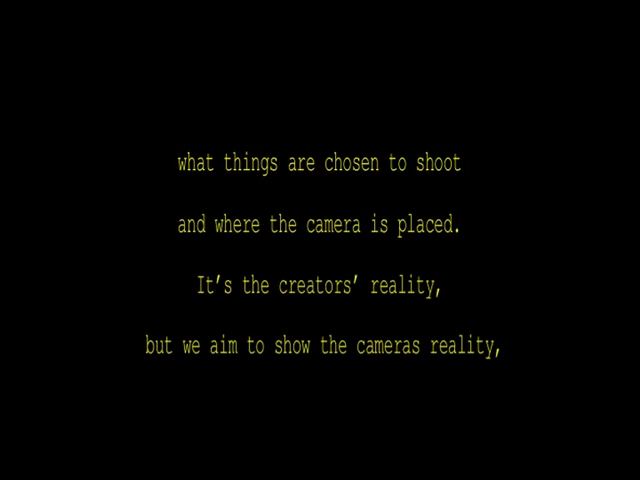 what things are chosen to shoot
and where the camera is placed.
It’s the creators’ reality,
but we aim to show the cameras reality,